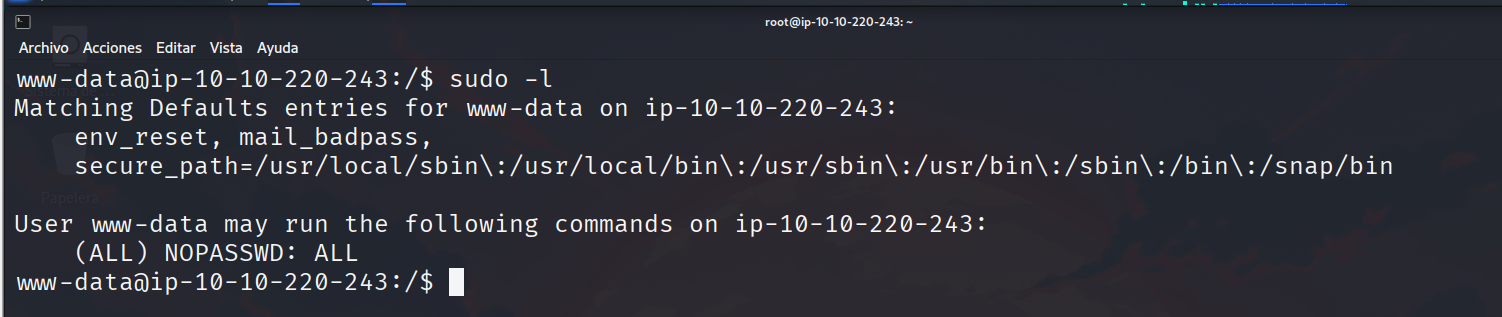 root@ip-10-10-220-243: ~
Archivo Acciones Editar Vista Ayuda
www-data@ip-10-10-220-243:/$ sudo -l
Matching Defaults entries for www-data on ip-10-10-220-243:
    env_reset, mail_badpass,
    secure_path=/usr/local/sbin\:/usr/local/bin\:/usr/sbin\:/usr/bin\:/sbin\:/bin\:/snap/bin
Papelera
User www-data may run the following commands on ip-10-10-220-243:
    (ALL) NOPASSWD: ALL
www-data@ip-10-10-220-243:/$